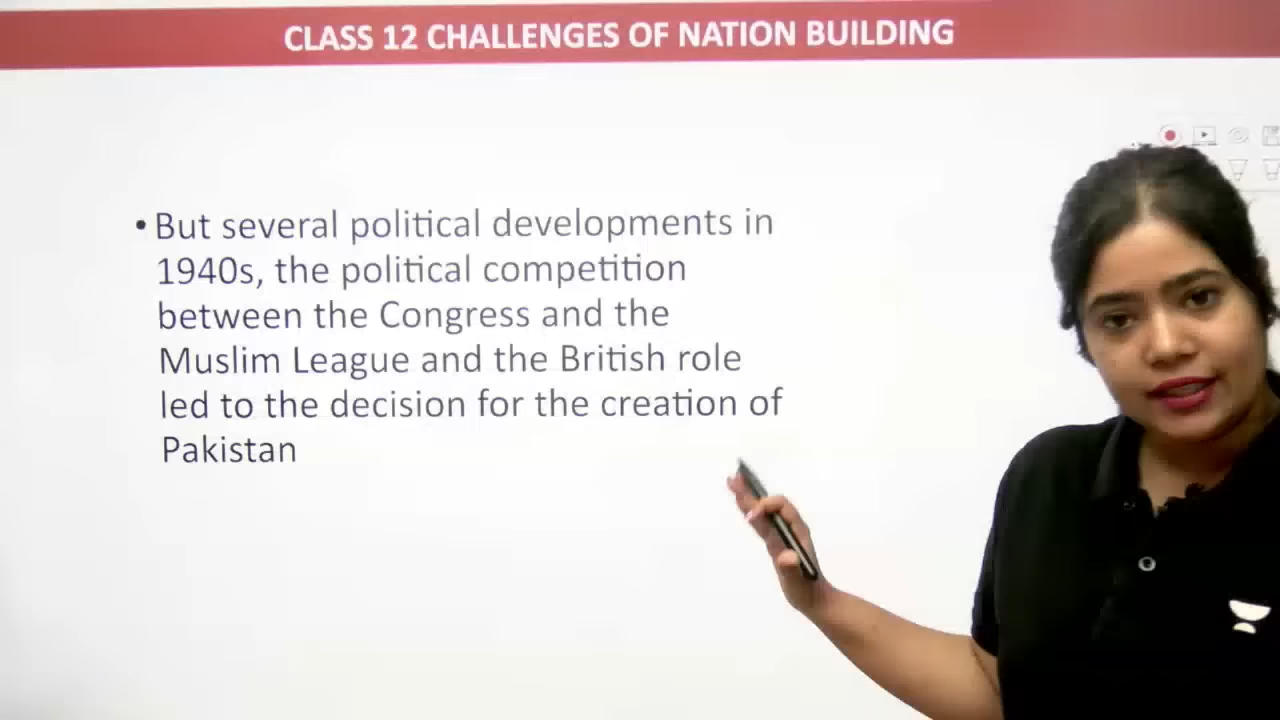 CLASS 12 CHALLENGES OF NATION BUILDING
• But several political developments in
1940s, the political competition
between the Congress and the
Muslim League and the British role
led to the decision for the creation of
Pakistan